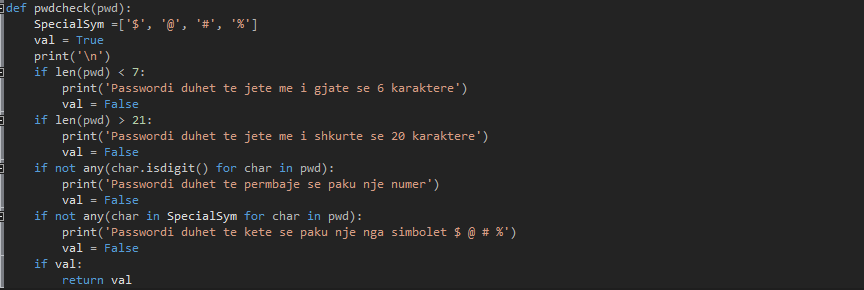 def pwdcheck(pwd):
    SpecialSym =['$', '@', '#', '%']
    val = True
    print('\n')
    if len(pwd) < 7:
        print('Passwordi duhet te jete me i gjate se 6 karaktere')
        val = False
    if len(pwd) > 21:
        print('Passwordi duhet te jete me i shkurte se 20 karaktere')
        val = False
    if not any(char.isdigit() for char in pwd):
        print('Passwordi duhet te permbaje se paku nje numer')
        val = False
    if not any(char in SpecialSym for char in pwd):
        print('Passwordi duhet te kete se paku nje nga simbolet $ @ # %')
        val = False
    if val:
        return val